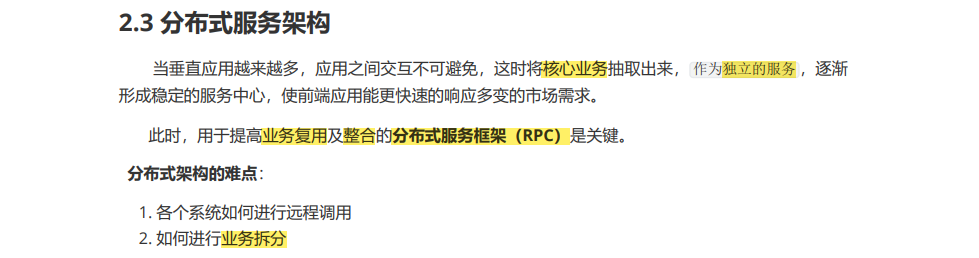 2.3 分布式服务架构
当垂直应用越来越多，应用之间交互不可避免，这时将核心业务抽取出来，作为独立的服务，逐渐
形成稳定的服务中心，使前端应用能更快速的响应多变的市场需求。
此时，用于提高业务复用及整合的分布式服务框架（RPC）是关键。
分布式架构的难点：
1. 各个系统如何进行远程调用
2. 如何进行业务拆分